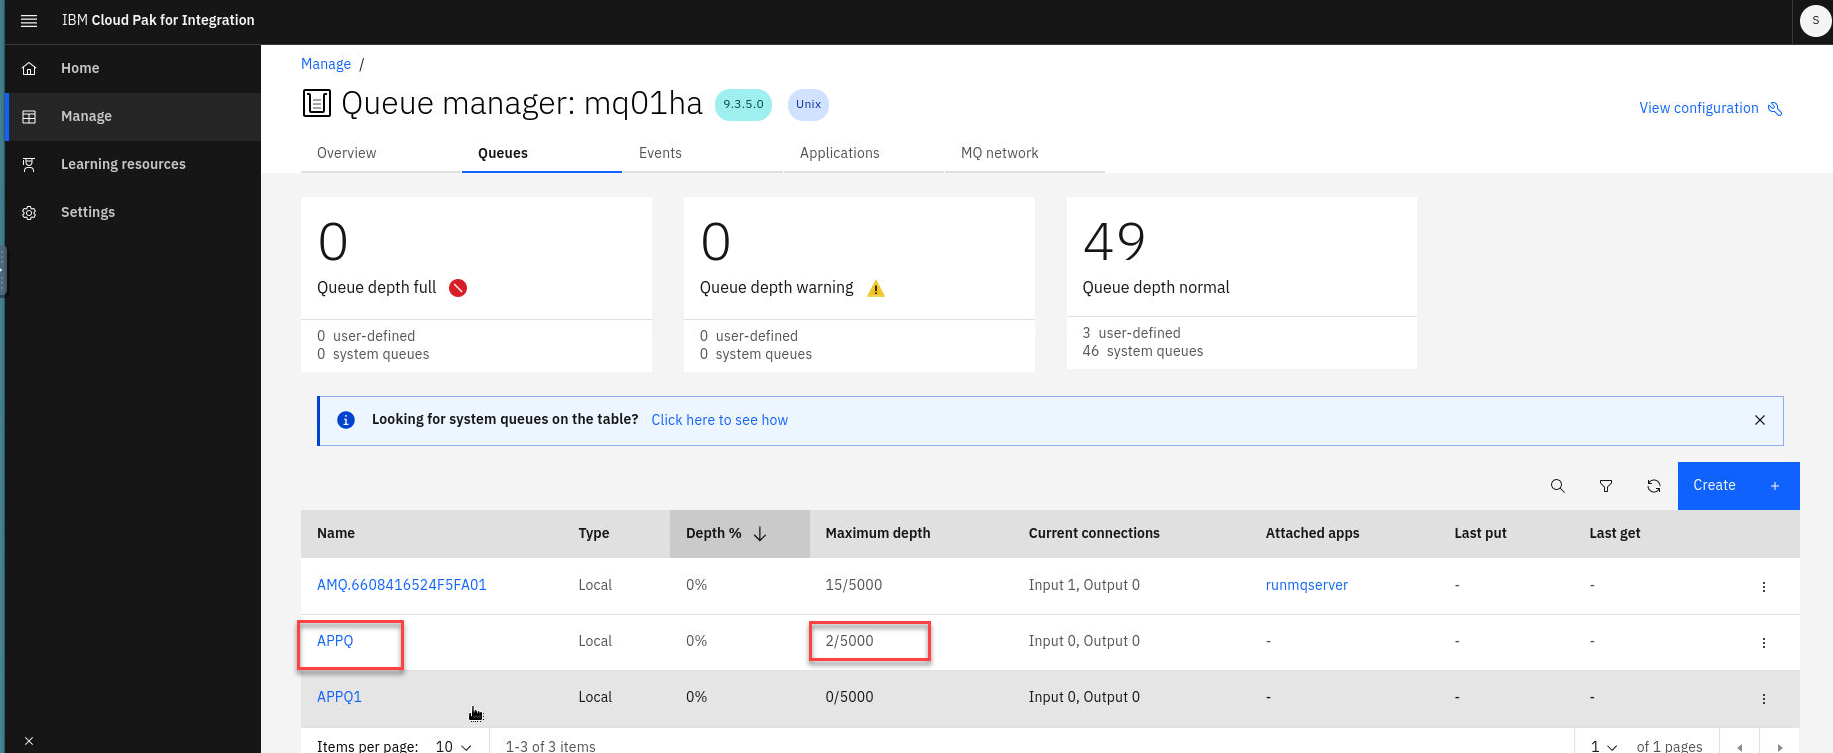 IBM Cloud Pak for Integration
S
Home
Manage
Learning resources
Settings
Manage /
Queue manager: mq01ha 9.3.5.0 Unix
View configuration
Overview Queues Events Applications MQ network
0 0 49
Queue depth full Queue depth warning Queue depth normal
0 user-defined 0 user-defined 3 user-defined
0 system queues 0 system queues 46 system queues
Looking for system queues on the table? Click here to see how
Create +
Name Type Depth % Maximum depth Current connections Attached apps Last put Last get
AMQ.6608416524F5FA01 Local 0% 15/5000 Input 1, Output 0 runmqserver - -
APPQ Local 0% 2/5000 Input 0, Output 0 - - -
APPQ1 Local 0% 0/5000 Input 0, Output 0 - - -
Items per page: 10 1-3 of 3 items 1 of 1 pages